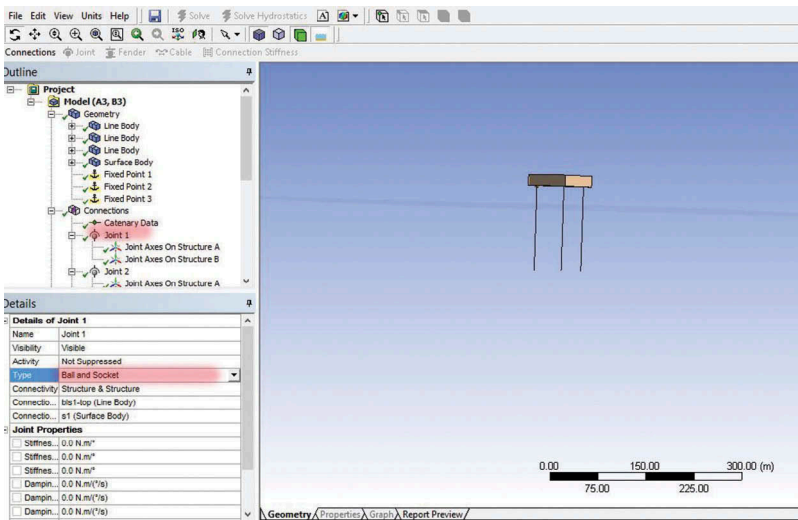 File Edit View Units Help Solve Solve Hydrostatics A
ISO
Connections Joint Fender Cable Connection Stiffness
Outline
Project
Model (A3, B3)
Geometry
Line Body
Line Body
Line Body
Surface Body
Fixed Point 1
Fixed Point 2
Fixed Point 3
Connections
Catenary Data
Joint 1
Joint Axes On Structure A
Joint Axes On Structure B
Joint 2
Joint Axes On Structure A
Details
Details of Joint 1
Name Joint 1
Visibility Visible
Activity Not Suppressed
Type Ball and Socket
Connectivity Structure & Structure
Connectio... bls1-top (Line Body)
Connectio... s1 (Surface Body)
Joint Properties
Stiffnes... 0.0 N.m/°
Stiffnes... 0.0 N.m/°
Stiffnes... 0.0 N.m/°
Dampin... 0.0 N.m/(°/s)
Dampin... 0.0 N.m/(°/s)
Dampin... 0.0 N.m/(°/s)
0.00 150.00 300.00 (m)
75.00 225.00
Geometry Properties Graph Report Preview